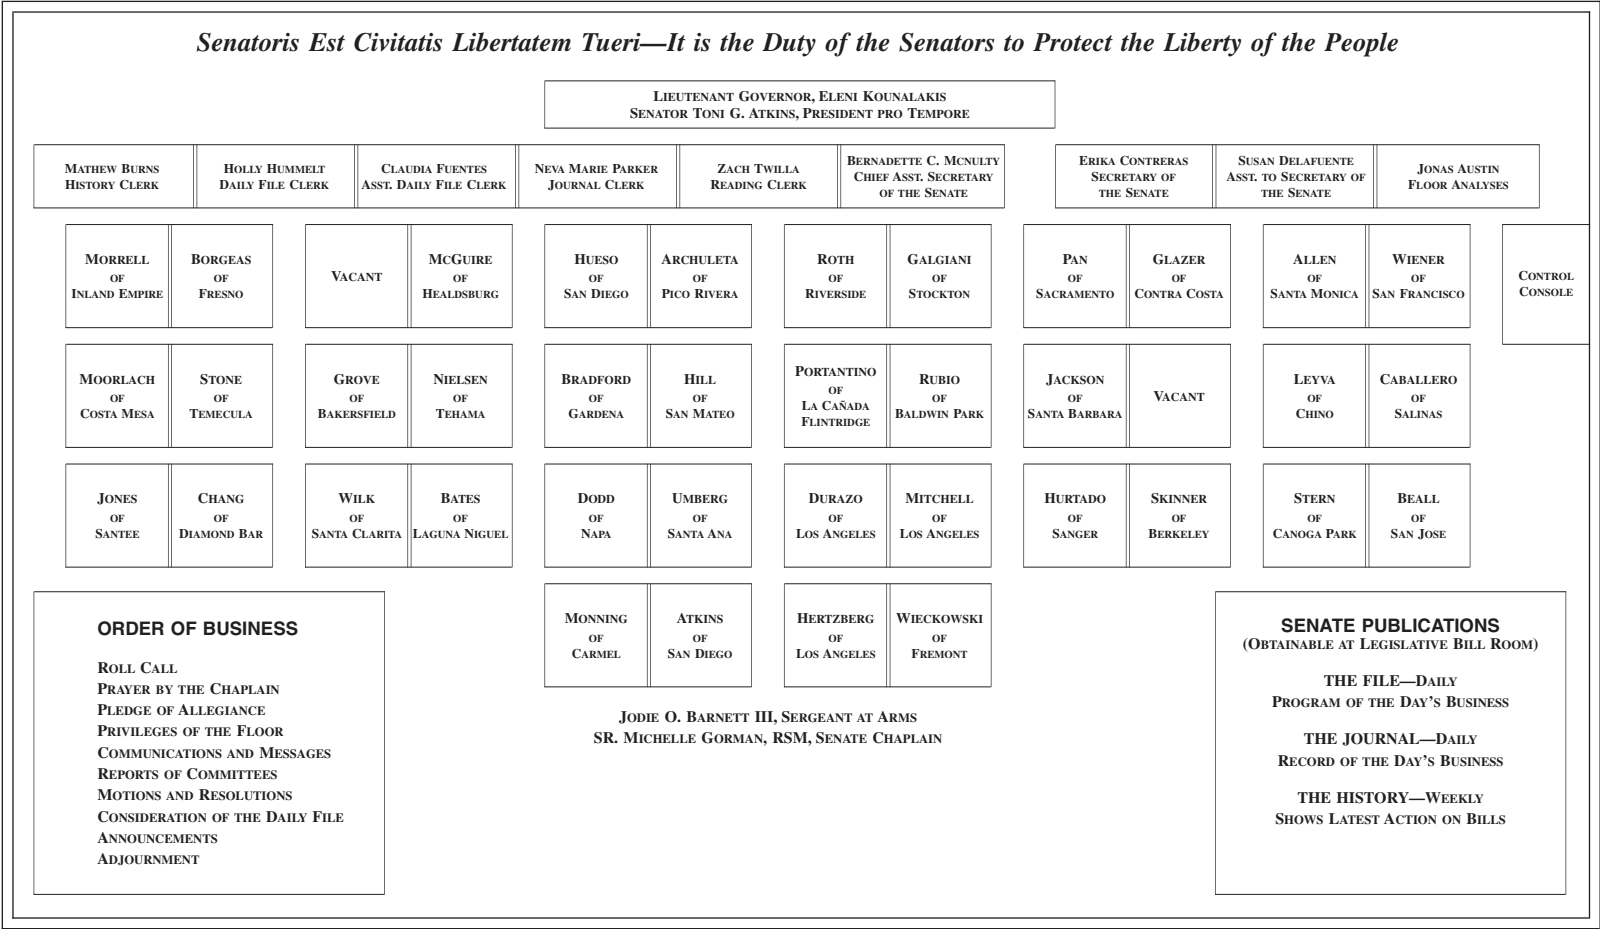 Senatoris Est Civitatis Libertatem Tueri—It is the Duty of the Senators to Protect the Liberty of the People
LIEUTENANT GOVERNOR, ELENI KOUNALAKIS
SENATOR TONI G. ATKINS, PRESIDENT PRO TEMPORE
MATHEW BURNS
HISTORY CLERK
HOLLY HUMMELT
DAILY FILE CLERK
CLAUDIA FUENTES
ASST. DAILY FILE CLERK
NEVA MARIE PARKER
JOURNAL CLERK
ZACH TWILLA
READING CLERK
BERNADETTE C. MCNULTY
CHIEF ASST. SECRETARY
OF THE SENATE
ERIKA CONTRERAS
SECRETARY OF
THE SENATE
SUSAN DELAFUENTE
ASST. TO SECRETARY OF
THE SENATE
JONAS AUSTIN
FLOOR ANALYSES
MORRELL
OF
INLAND EMPIRE
BORGEAS
OF
FRESNO
VACANT
MCGUIRE
OF
HEALDSBURG
HUESO
OF
SAN DIEGO
ARCHULETA
OF
PICO RIVERA
ROTH
OF
RIVERSIDE
GALGIANI
OF
STOCKTON
PAN
OF
SACRAMENTO
GLAZER
OF
CONTRA COSTA
ALLEN
OF
SANTA MONICA
WIENER
OF
SAN FRANCISCO
CONTROL
CONSOLE
MOORLACH
OF
COSTA MESA
STONE
OF
TEMECULA
GROVE
OF
BAKERSFIELD
NIELSEN
OF
TEHAMA
BRADFORD
OF
GARDENA
HILL
OF
SAN MATEO
PORTANTINO
OF
LA CAÑADA
FLINTRIDGE
RUBIO
OF
BALDWIN PARK
JACKSON
OF
SANTA BARBARA
VACANT
LEYVA
OF
CHINO
CABALLERO
OF
SALINAS
JONES
OF
SANTEE
CHANG
OF
DIAMOND BAR
WILK
OF
SANTA CLARITA
BATES
OF
LAGUNA NIGUEL
DODD
OF
NAPA
UMBERG
OF
SANTA ANA
DURAZO
OF
LOS ANGELES
MITCHELL
OF
LOS ANGELES
HURTADO
OF
SANGER
SKINNER
OF
BERKELEY
STERN
OF
CANOGA PARK
BEALL
OF
SAN JOSE
MONNING
OF
CARMEL
ATKINS
OF
SAN DIEGO
HERTZBERG
OF
LOS ANGELES
WIECKOWSKI
OF
FREMONT
JODIE O. BARNETT III, SERGEANT AT ARMS
SR. MICHELLE GORMAN, RSM, SENATE CHAPLAIN
ORDER OF BUSINESS
ROLL CALL
PRAYER BY THE CHAPLAIN
PLEDGE OF ALLEGIANCE
PRIVILEGES OF THE FLOOR
COMMUNICATIONS AND MESSAGES
REPORTS OF COMMITTEES
MOTIONS AND RESOLUTIONS
CONSIDERATION OF THE DAILY FILE
ANNOUNCEMENTS
ADJOURNMENT
SENATE PUBLICATIONS
(OBTAINABLE AT LEGISLATIVE BILL ROOM)
THE FILE—DAILY
PROGRAM OF THE DAY'S BUSINESS
THE JOURNAL—DAILY
RECORD OF THE DAY'S BUSINESS
THE HISTORY—WEEKLY
SHOWS LATEST ACTION ON BILLS